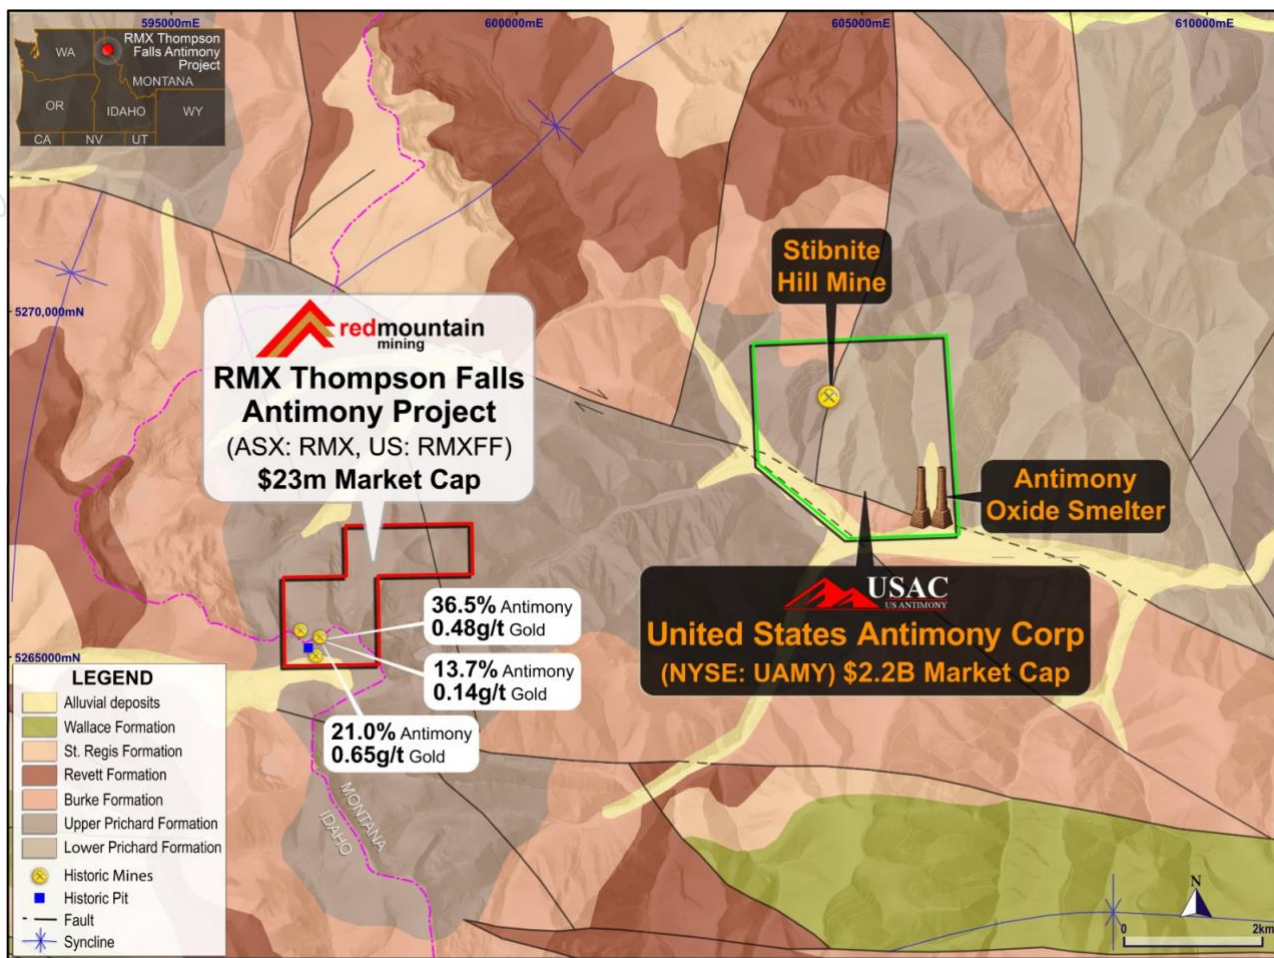 595000mE
600000mE
605000mE
610000mE
RMX Thompson
Falls Antimony
Project
WA
MONTANA
OR
IDAHO
WY
CA
NV
UT
5270,000mN
redmountain
mining
RMX Thompson Falls
Antimony Project
(ASX: RMX, US: RMXFF)
$23m Market Cap
Stibnite
Hill Mine
Antimony
Oxide Smelter
USAC
US ANTIMONY
United States Antimony Corp
(NYSE: UAMY) $2.2B Market Cap
36.5% Antimony
0.48g/t Gold
13.7% Antimony
0.14g/t Gold
21.0% Antimony
0.65g/t Gold
5265000mN
MONTANA
IDAHO
LEGEND
Alluvial deposits
Wallace Formation
St. Regis Formation
Revett Formation
Burke Formation
Upper Prichard Formation
Lower Prichard Formation
Historic Mines
Historic Pit
Fault
Syncline
N
0
2km